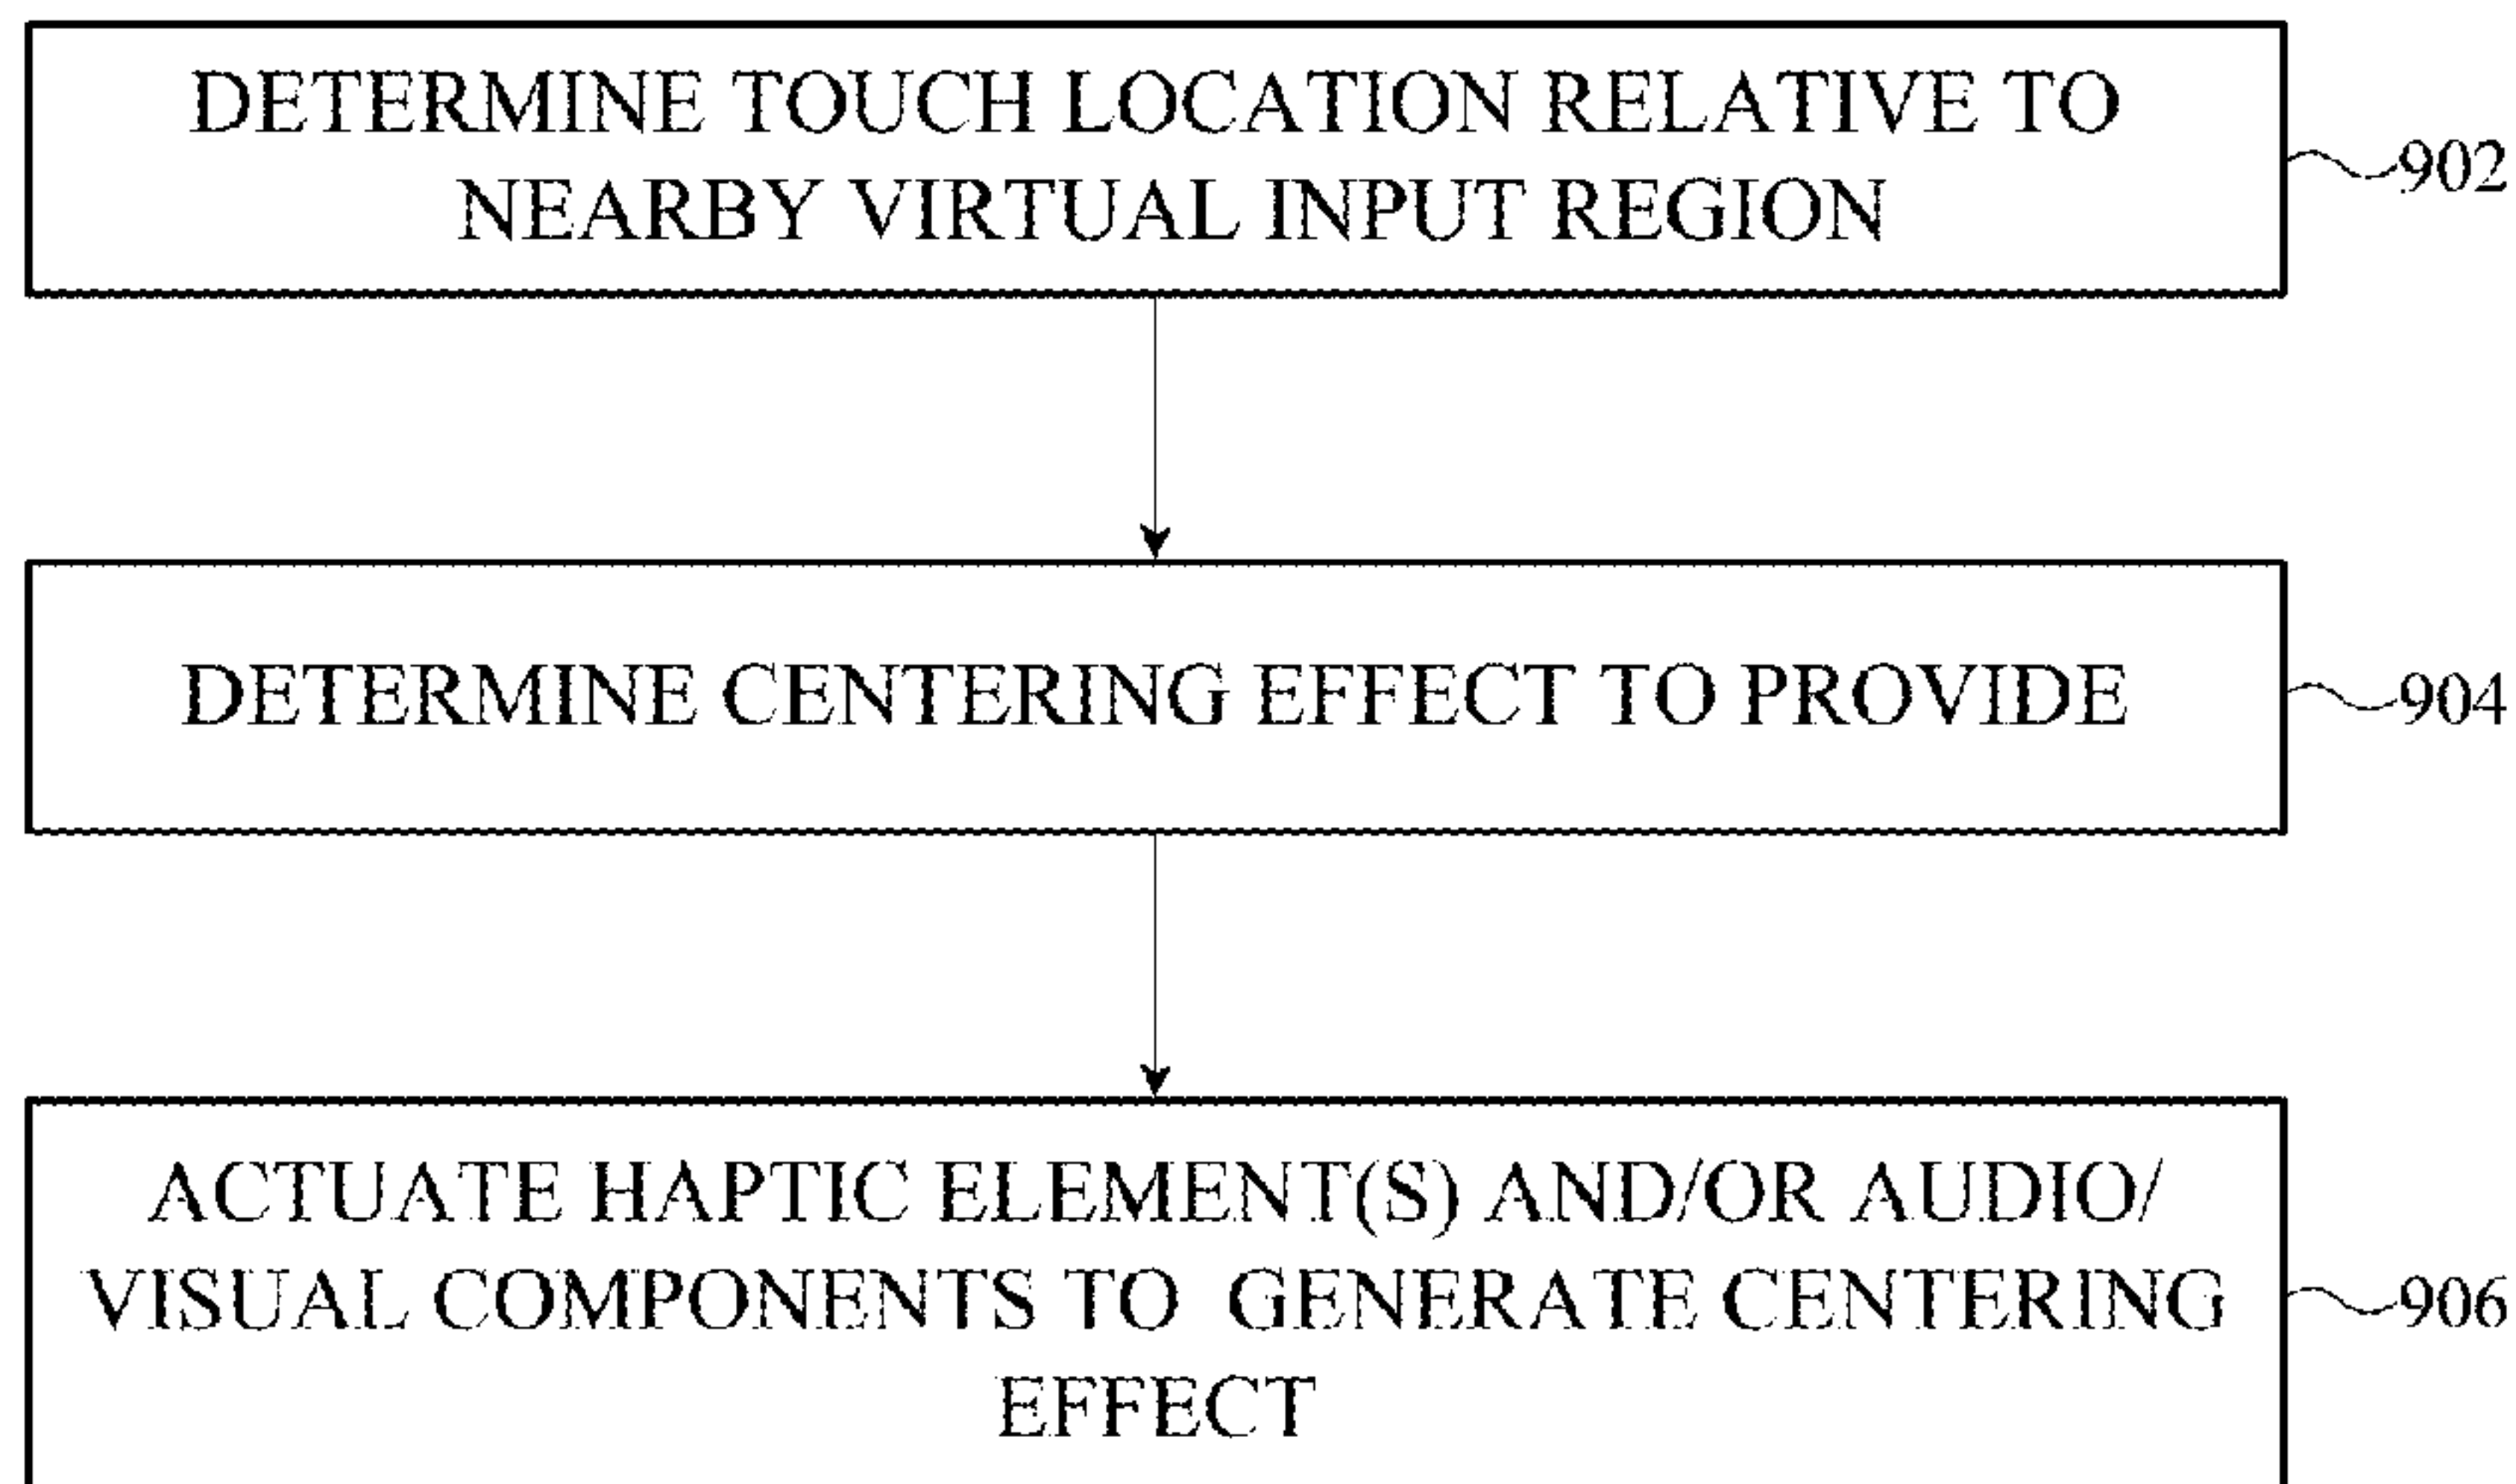 DETERMINE TOUCH LOCATION RELATIVE TO
NEARBY VIRTUAL INPUT REGION
902
DETERMINE CENTERING EFFECT TO PROVIDE
904
ACTUATE HAPTIC ELEMENT(S) AND/OR AUDIO/
VISUAL COMPONENTS TO GENERATE CENTERING
EFFECT
906